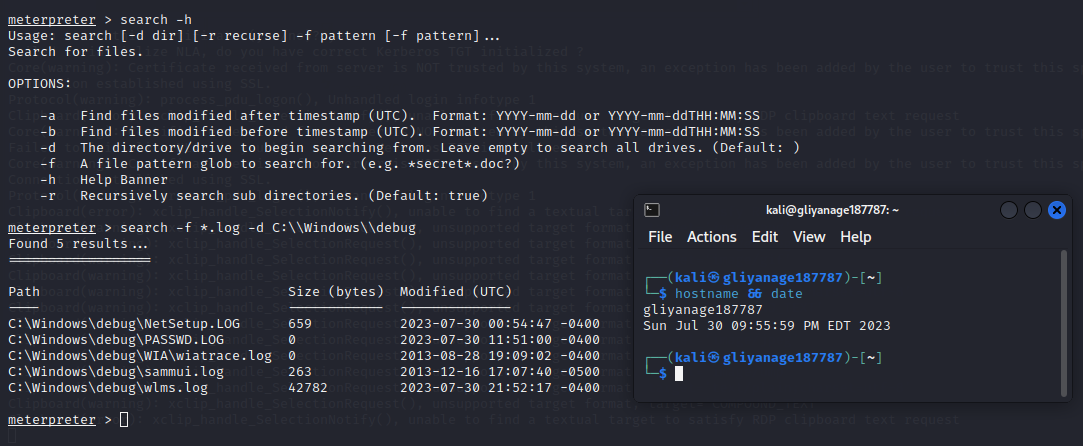 meterpreter > search -h
Usage: search [-d dir] [-r recurse] -f pattern [-f pattern]...
Search for files.
OPTIONS:
-a Find files modified after timestamp (UTC). Format: YYYY-mm-dd or YYYY-mm-ddTHH:MM:SS
-b Find files modified before timestamp (UTC). Format: YYYY-mm-dd or YYYY-mm-ddTHH:MM:SS
-d The directory/drive to begin searching from. Leave empty to search all drives. (Default: )
-f A file pattern glob to search for. (e.g. *secret*.doc?)
-h Help Banner
-r Recursively search sub directories. (Default: true)
meterpreter > search -f *.log -d C:\\Windows\\debug
Found 5 results...
==================
Path Size (bytes) Modified (UTC)
---- ------------ --------------
C:\Windows\debug\NetSetup.LOG 659 2023-07-30 00:54:47 -0400
C:\Windows\debug\PASSWD.LOG 0 2023-07-30 11:51:00 -0400
C:\Windows\debug\WIA\wiatrace.log 0 2013-08-28 19:09:02 -0400
C:\Windows\debug\sammui.log 263 2013-12-16 17:07:40 -0500
C:\Windows\debug\wlms.log 42782 2023-07-30 21:52:17 -0400
meterpreter >
kali@gliyanage187787: ~
File Actions Edit View Help
┌──(kali㉿gliyanage187787)-[~]
└─$ hostname && date
gliyanage187787
Sun Jul 30 09:55:59 PM EDT 2023
┌──(kali㉿gliyanage187787)-[~]
└─$